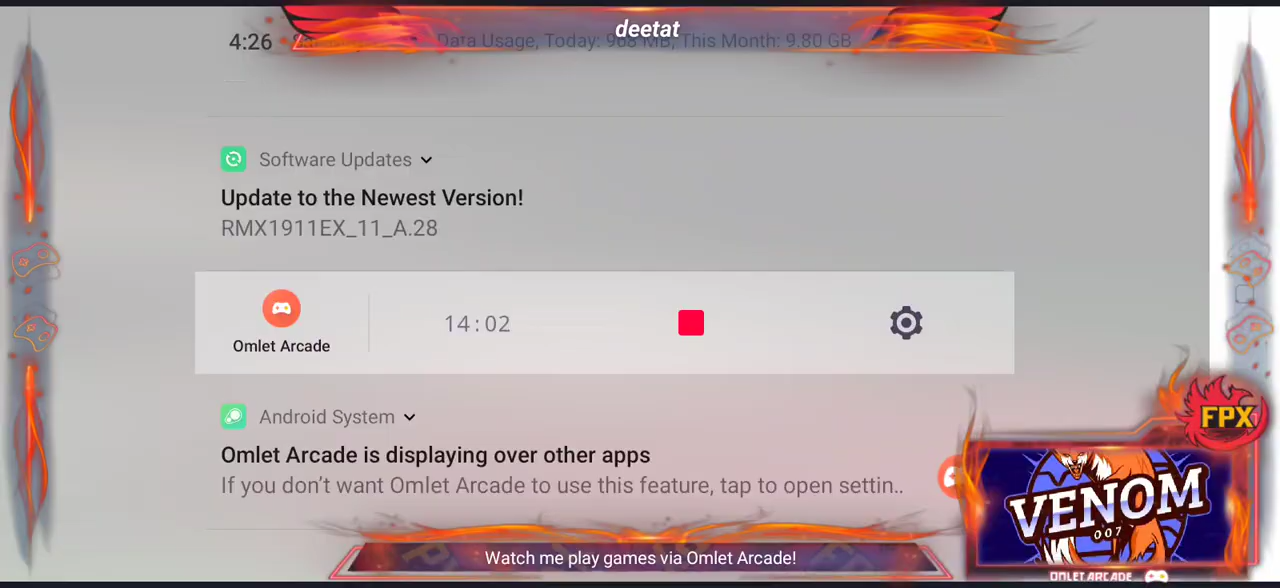 deetat
4:26 Data Usage, Today: 968 MB, This Month: 9.80 GB
Software Updates
Update to the Newest Version!
RMX1911EX_11_A.28
Omlet Arcade
14:02
Android System
Omlet Arcade is displaying over other apps
If you don't want Omlet Arcade to use this feature, tap to open settin..
FPX
VENOM
007
OMLET ARCADE
Watch me play games via Omlet Arcade!